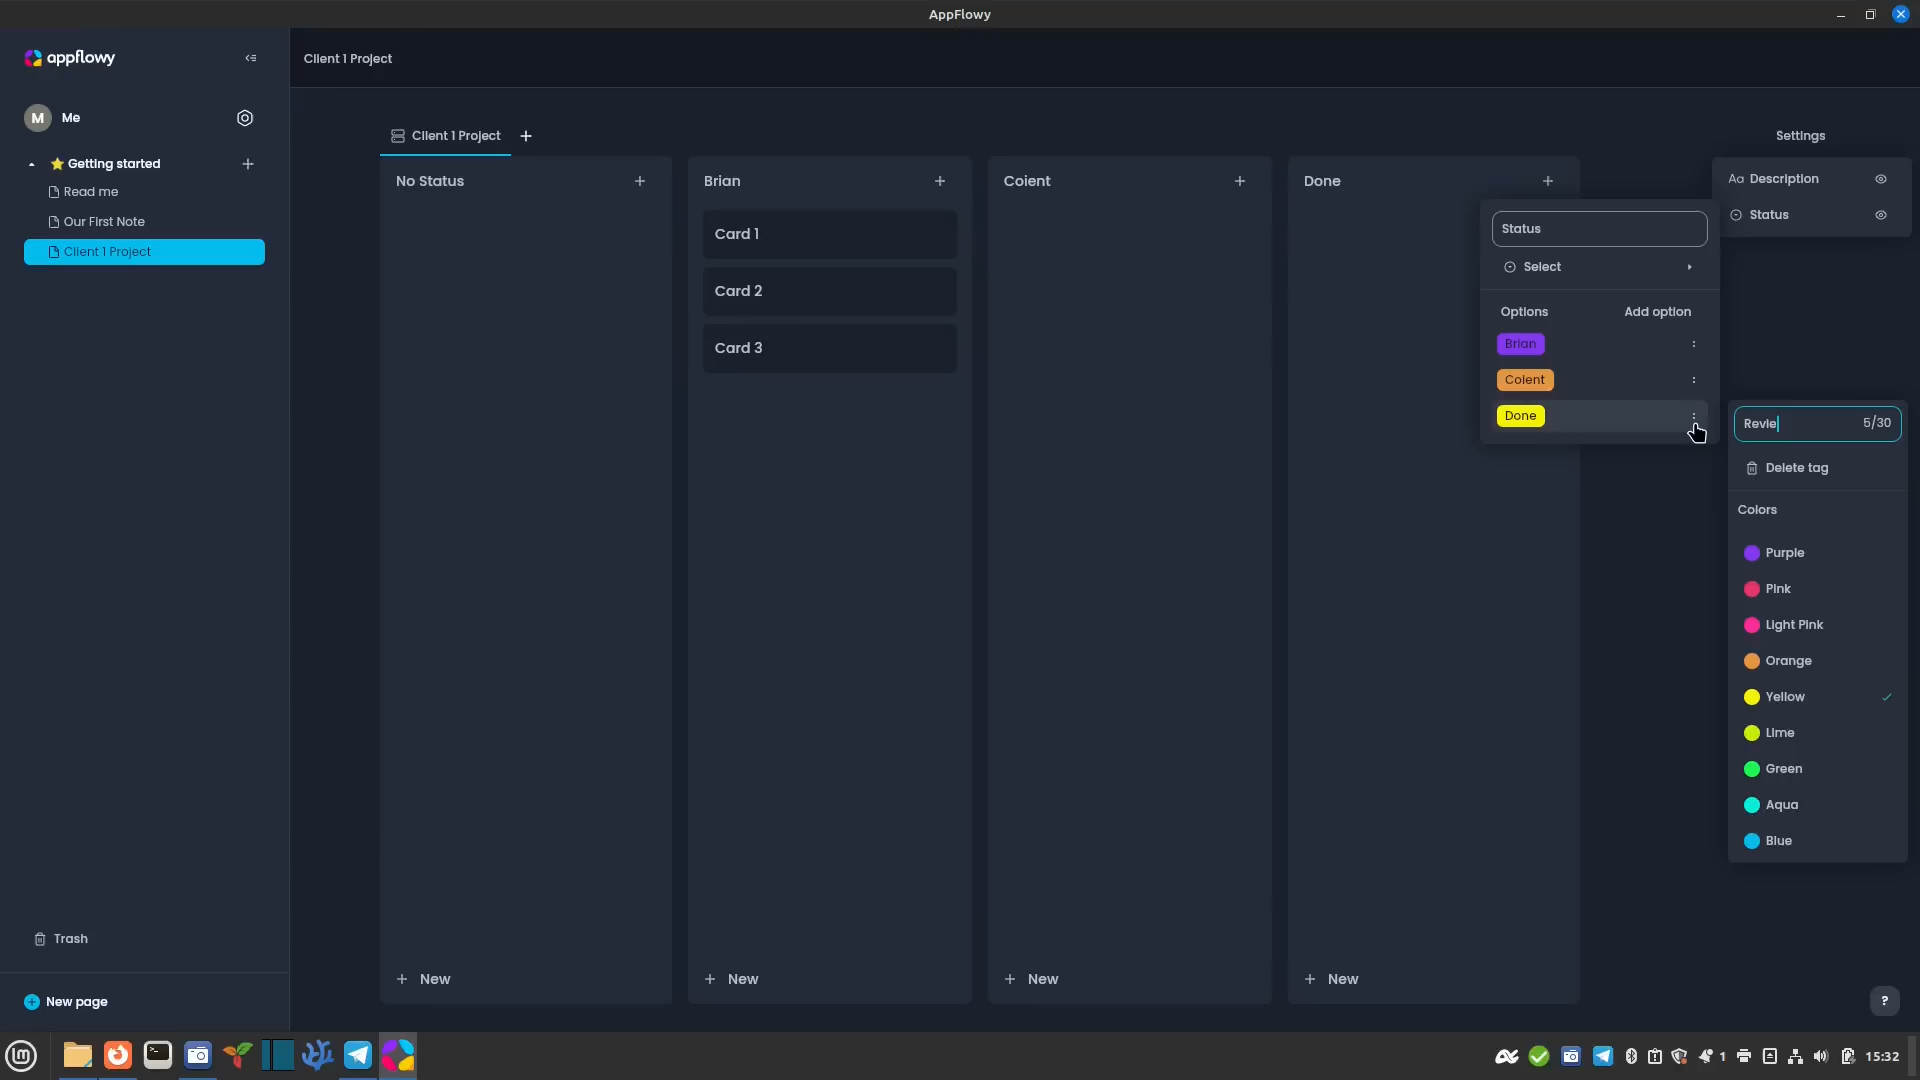 AppFlowy
appflowy
Client 1 Project
M Me
Getting started
Read me
Our First Note
Client 1 Project
Client 1 Project
Settings
No Status
Brian
Coient
Done
Card 1
Card 2
Card 3
Aa Description
Status
Status
Select
Options
Add option
Brian
Coient
Done
Revie 5/30
Delete tag
Colors
Purple
Pink
Light Pink
Orange
Yellow
Lime
Green
Aqua
Blue
+ New
+ New
+ New
+ New
Trash
New page
?
1
15:32